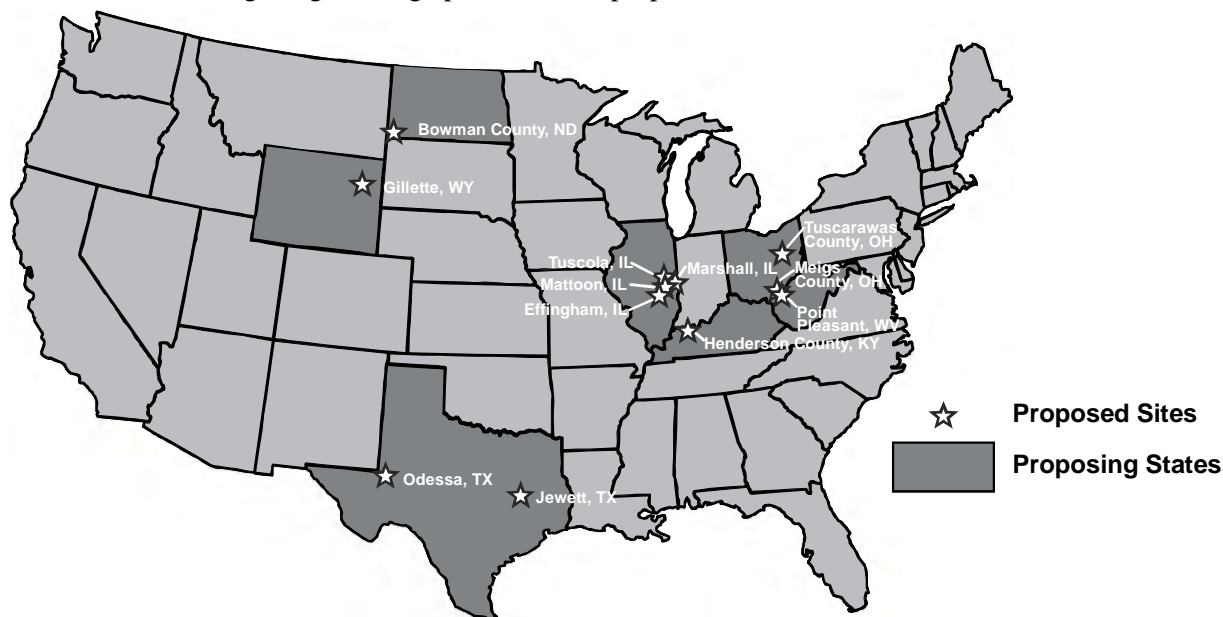 Bowman County, ND
Gillette, WY
Tuscarawas
County, OH
Tuscola, IL
Marshall, IL
Meigs
County, OH
Mattoon, IL
Effingham, IL
Point
Pleasant, WV
Henderson County, KY
Proposed Sites
Proposing States
Odessa, TX
Jewett, TX